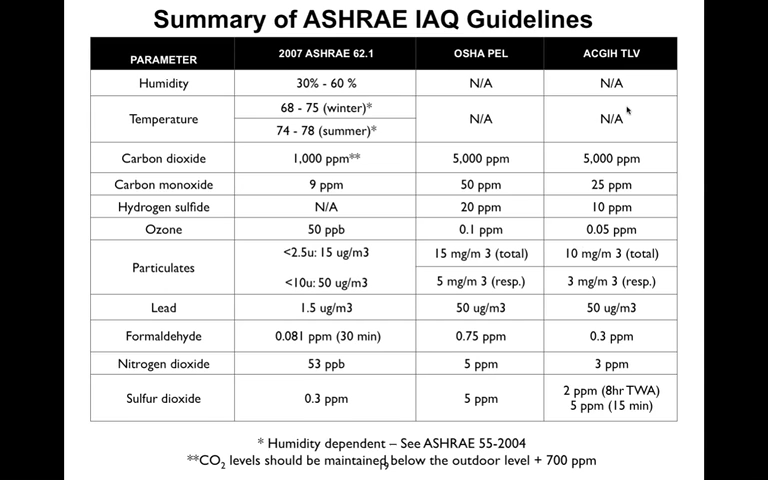 Summary of ASHRAE IAQ Guidelines
PARAMETER 2007 ASHRAE 62.1 OSHA PEL ACGIH TLV
Humidity 30% - 60 % N/A N/A
Temperature 68 - 75 (winter)* N/A N/A
74 - 78 (summer)*
Carbon dioxide 1,000 ppm** 5,000 ppm 5,000 ppm
Carbon monoxide 9 ppm 50 ppm 25 ppm
Hydrogen sulfide N/A 20 ppm 10 ppm
Ozone 50 ppb 0.1 ppm 0.05 ppm
Particulates <2.5u: 15 ug/m3 15 mg/m 3 (total) 10 mg/m 3 (total)
<10u: 50 ug/m3 5 mg/m 3 (resp.) 3 mg/m 3 (resp.)
Lead 1.5 ug/m3 50 ug/m3 50 ug/m3
Formaldehyde 0.081 ppm (30 min) 0.75 ppm 0.3 ppm
Nitrogen dioxide 53 ppb 5 ppm 3 ppm
Sulfur dioxide 0.3 ppm 5 ppm 2 ppm (8hr TWA)
5 ppm (15 min)
* Humidity dependent – See ASHRAE 55-2004
**CO₂ levels should be maintained below the outdoor level + 700 ppm
19